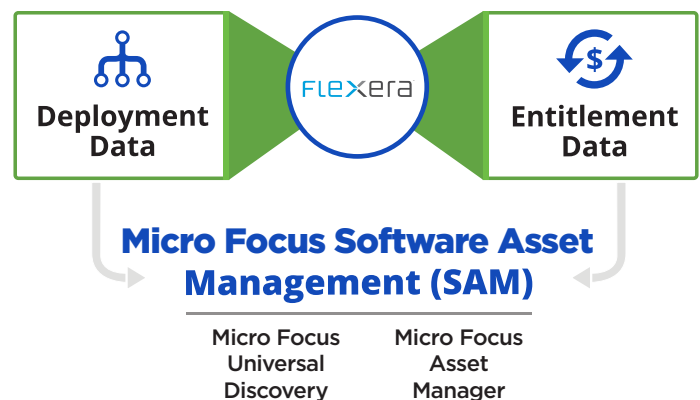 Deployment
Data
flexera
$
Entitlement
Data
Micro Focus Software Asset
Management (SAM)
Micro Focus
Universal
Discovery
Micro Focus
Asset
Manager